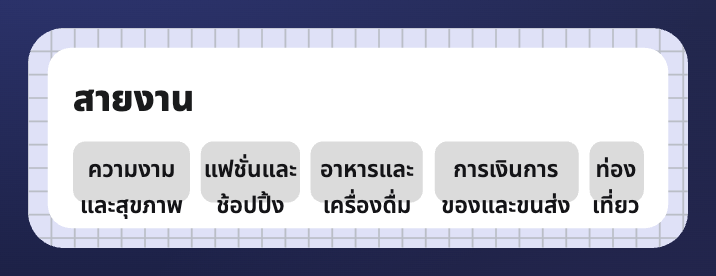 สายงาน
ความงาม แฟชั่นและ อาหารและ การเงินการ ท่อง
และสุขภาพ ช้อปปิ้ง เครื่องดื่ม ของและขนส่ง เที่ยว